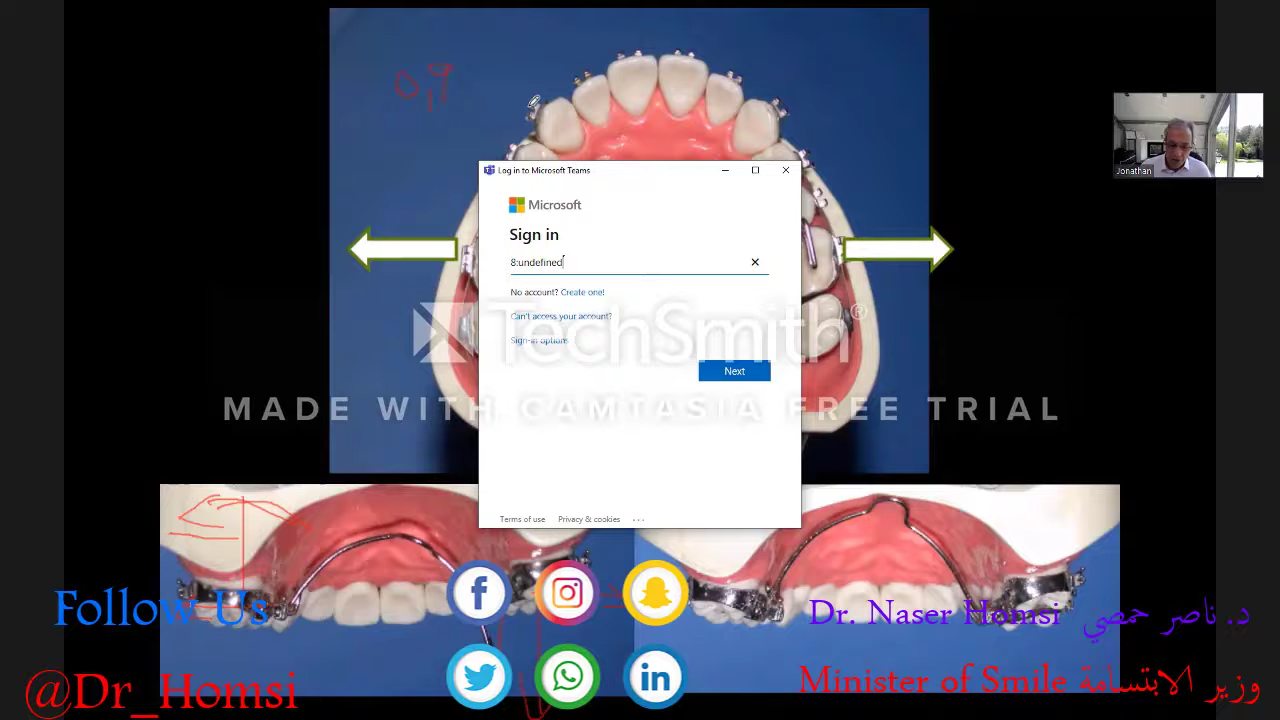 Jonathan
Log in to Microsoft Teams
Microsoft
Sign in
8:undefined
No account? Create one!
Can't access your account?
Sign-in options
Next
TechSmith®
MADE WITH CAMTASIA FREE TRIAL
Terms of use Privacy & cookies ...
Follow Us
@Dr_Homsi
Dr. Naser Homsi د. ناصر حمصي
Minister of Smile وزير الابتسامة